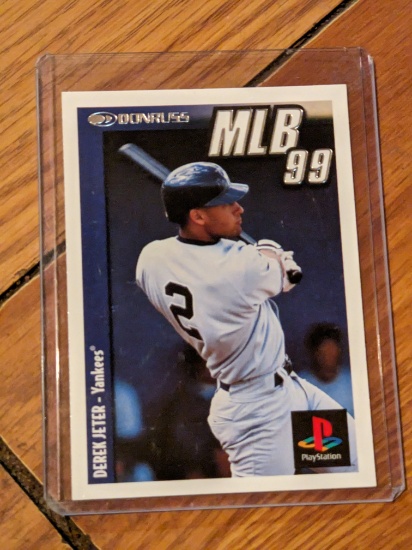 DONRUSS
MLB
99
2
DEREK JETER - Yankees®
PlayStation